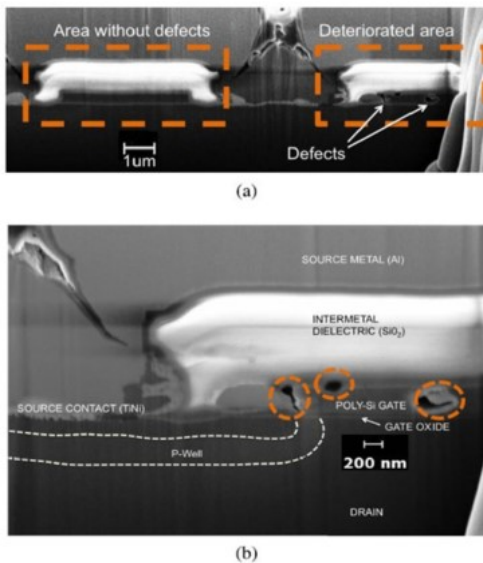 Area without defects
Deteriorated area
1um
Defects
(a)
SOURCE METAL (Al)
INTERMETAL
DIELECTRIC (Si0₂)
SOURCE CONTACT (TiNi)
POLY-Si GATE
GATE OXIDE
P-Well
200 nm
DRAIN
(b)